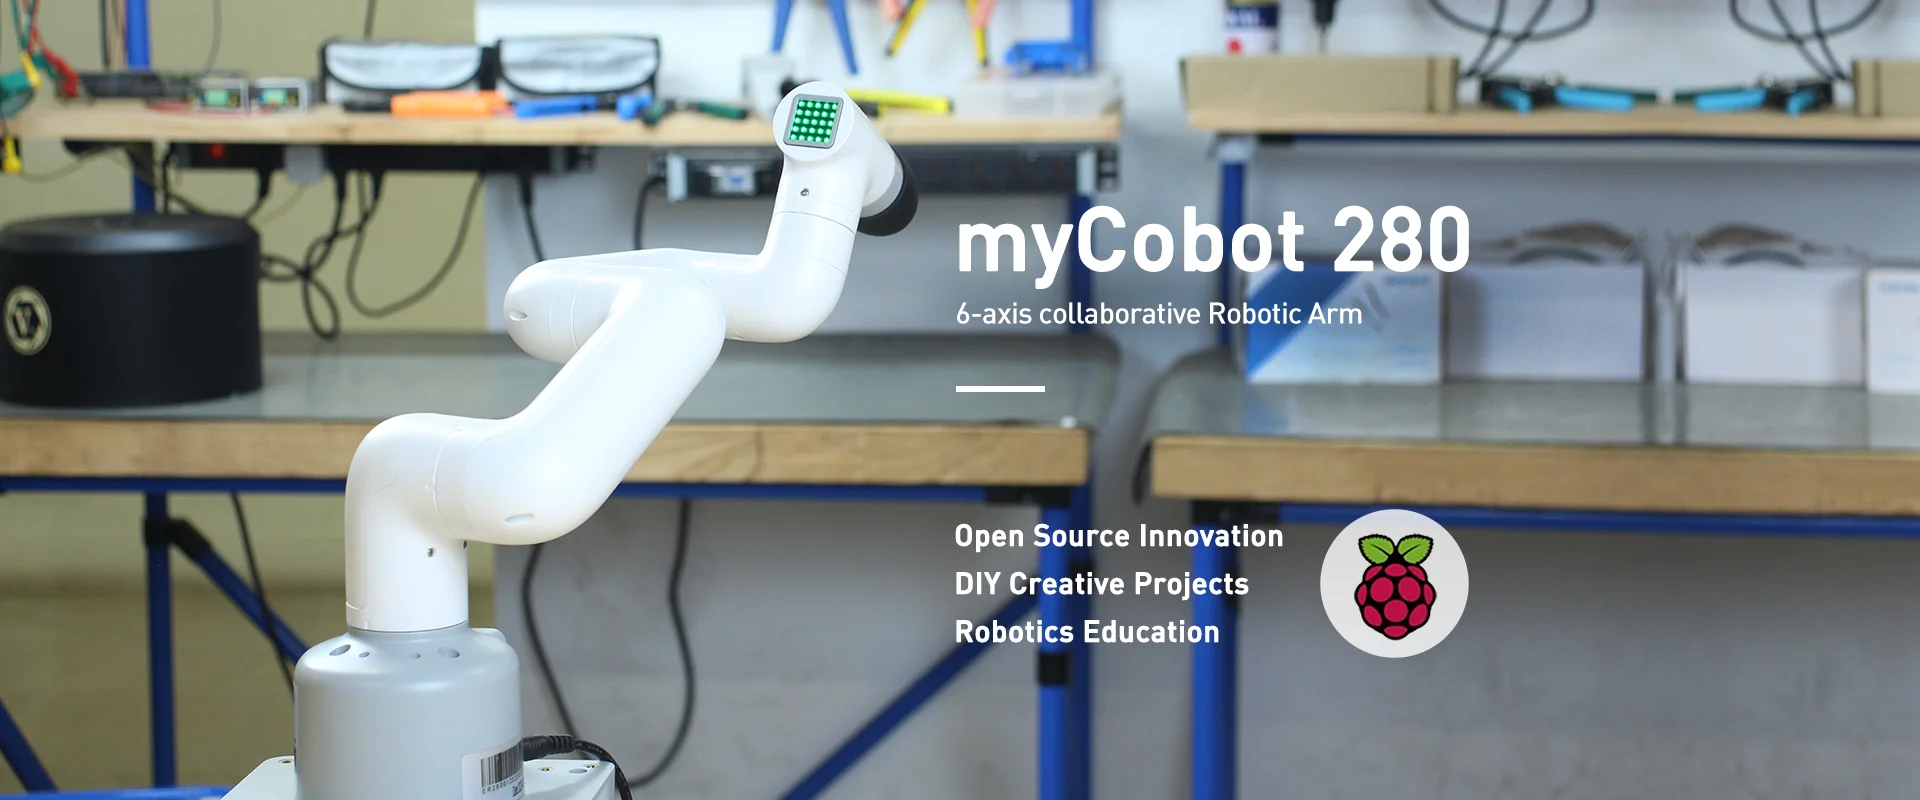 myCobot 280
6-axis collaborative Robotic Arm
Open Source Innovation
DIY Creative Projects
Robotics Education